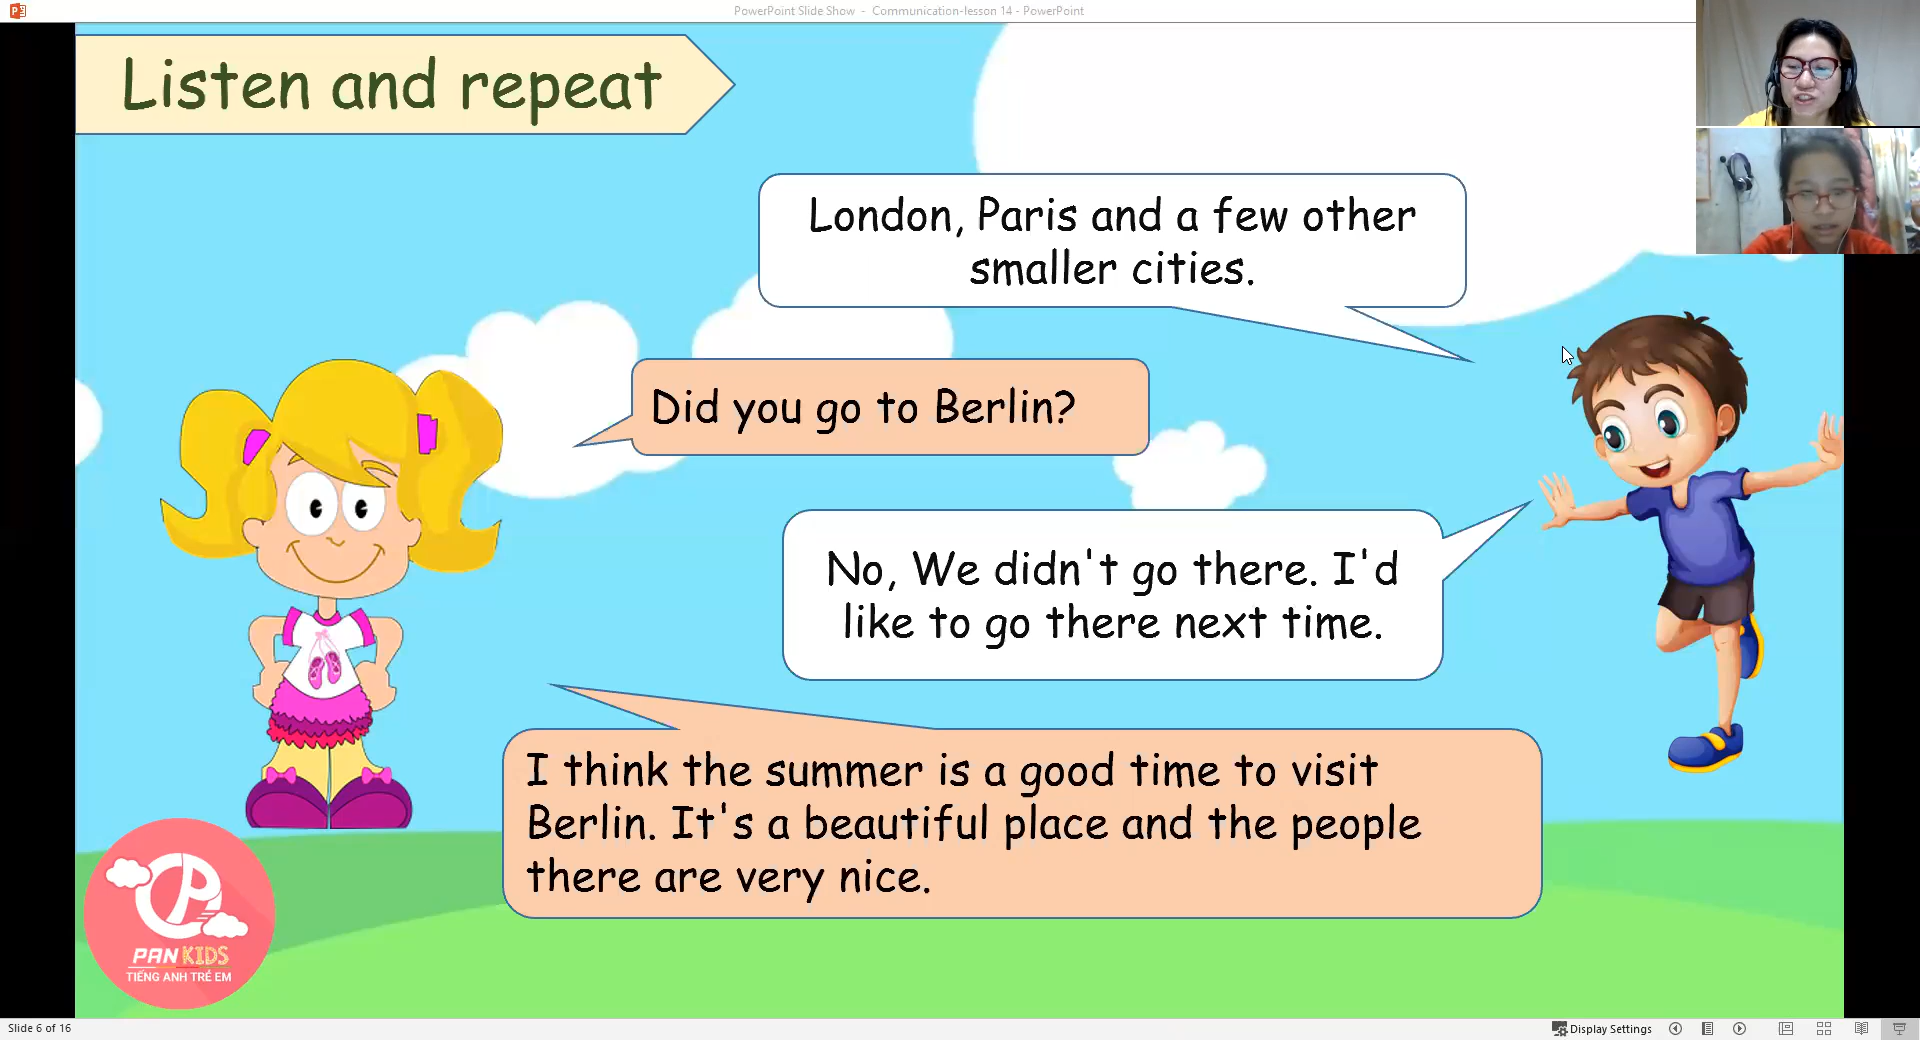 PowerPoint Slide Show - Communication-lesson 14 - PowerPoint
Listen and repeat
London, Paris and a few other
smaller cities.
Did you go to Berlin?
No, We didn't go there. I'd
like to go there next time.
I think the summer is a good time to visit
Berlin. It's a beautiful place and the people
there are very nice.
PAN KIDS
TIẾNG ANH TRẺ EM
Slide 6 of 16
Display Settings